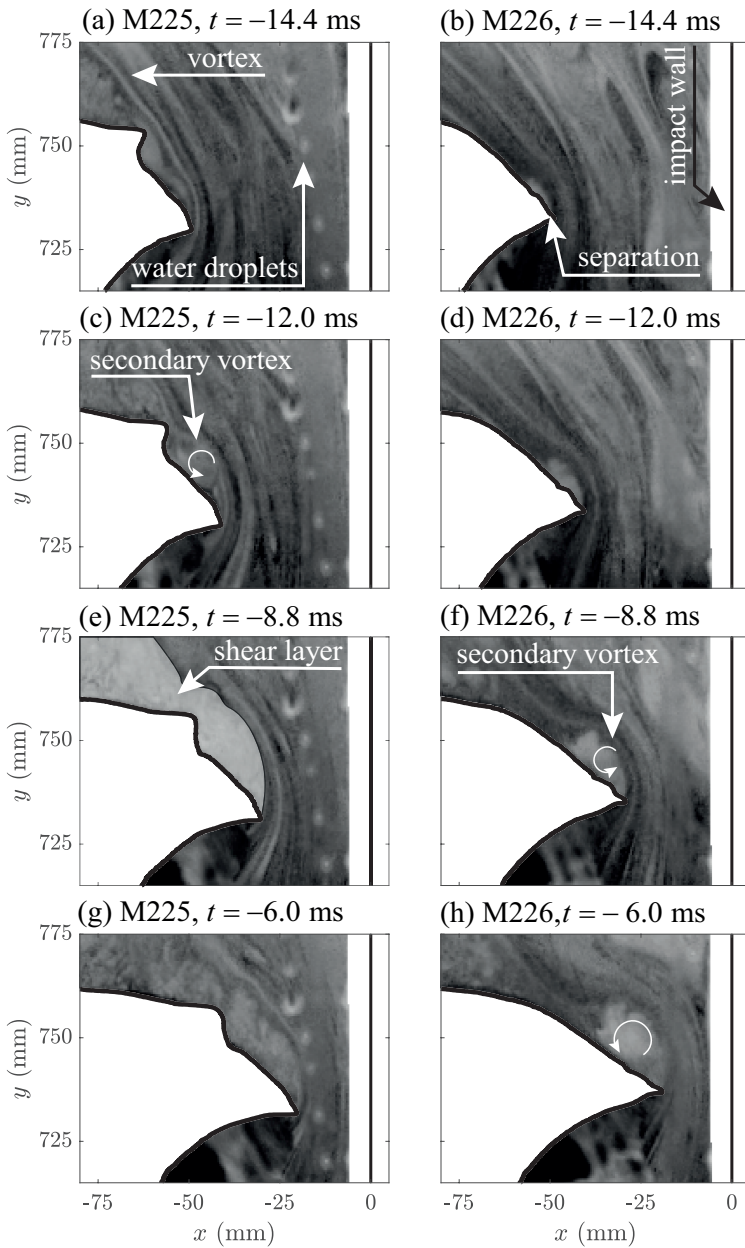 (a) M225, t = −14.4 ms
(b) M226, t = −14.4 ms
775
750
725
y (mm)
vortex
water droplets
impact wall
separation
(c) M225, t = −12.0 ms
(d) M226, t = −12.0 ms
775
750
725
y (mm)
secondary vortex
(e) M225, t = −8.8 ms
(f) M226, t = −8.8 ms
775
750
725
y (mm)
shear layer
secondary vortex
(g) M225, t = −6.0 ms
(h) M226, t = − 6.0 ms
775
750
725
y (mm)
-75 -50 -25 0
-75 -50 -25 0
x (mm)
x (mm)